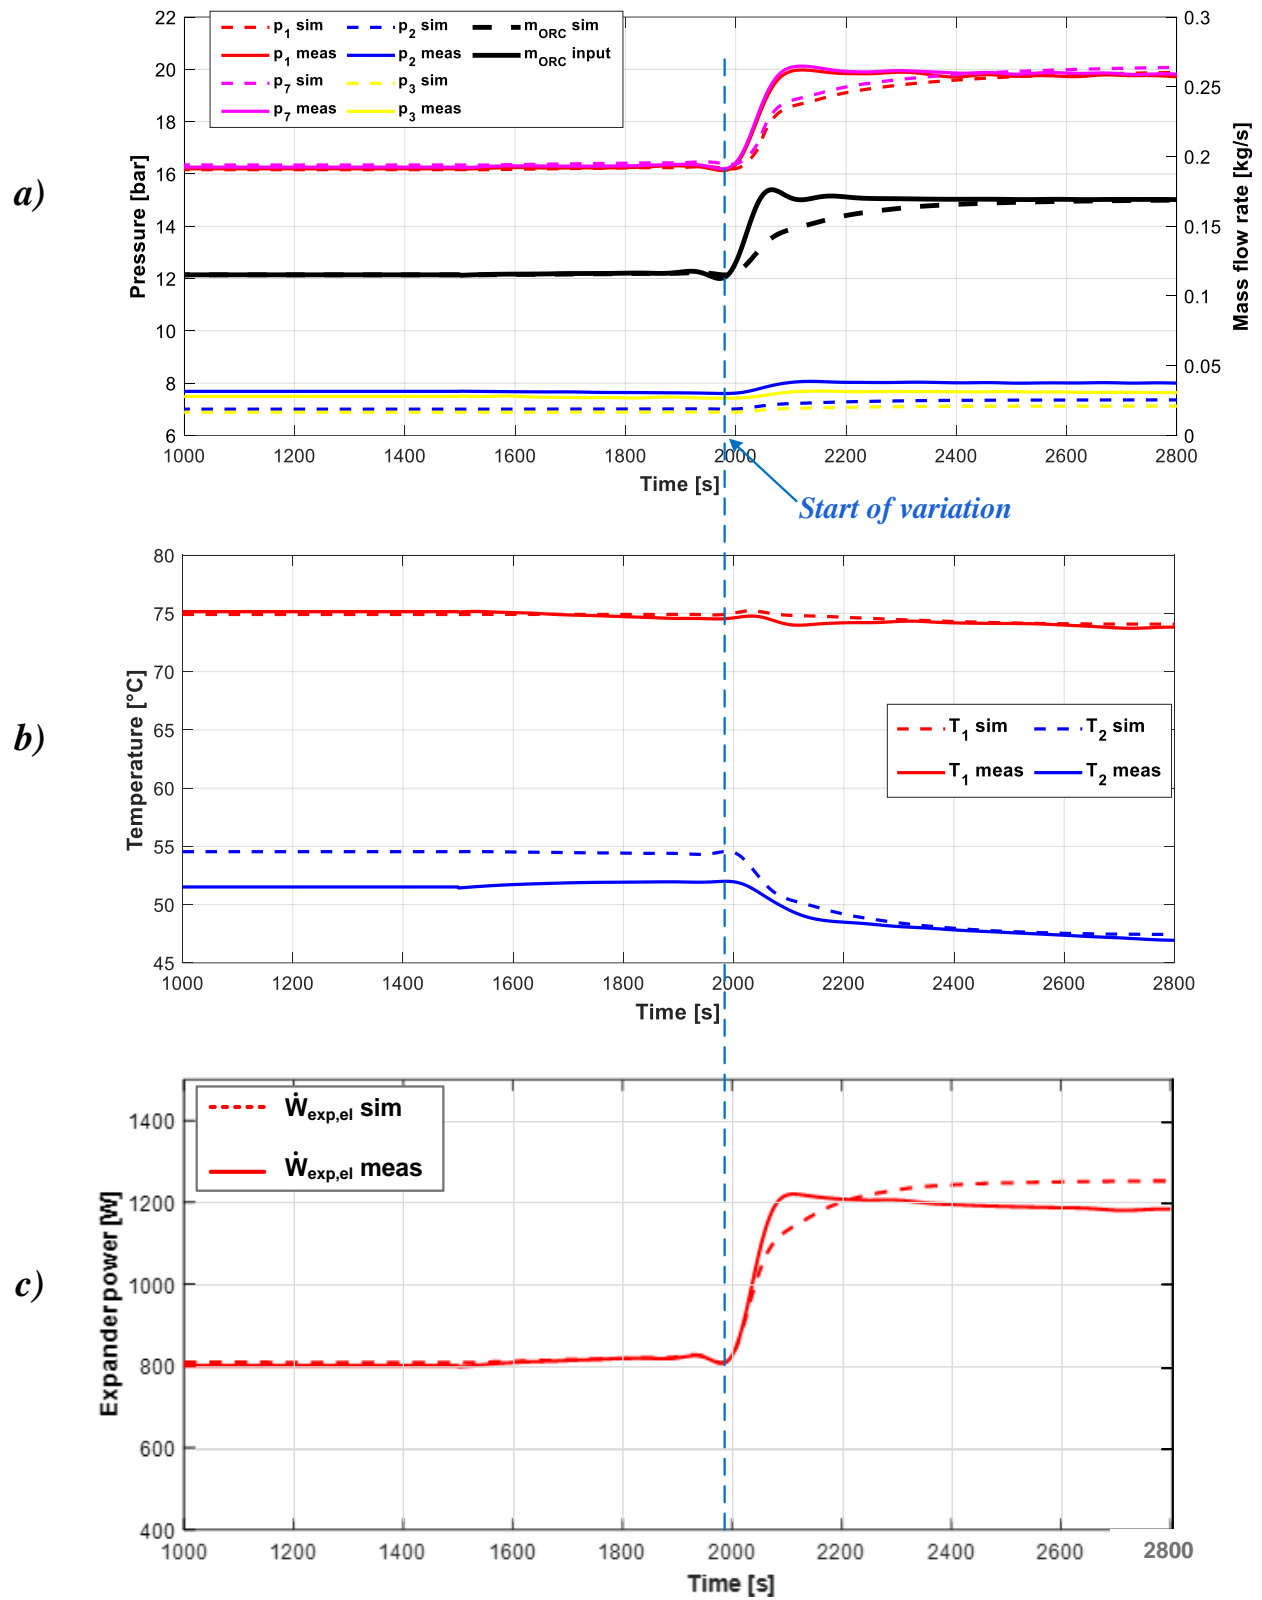 a)
p1 sim p2 sim mORC sim
p1 meas p2 meas mORC input
p7 sim p3 sim
p7 meas p3 meas
Pressure [bar]
22
20
18
16
14
12
10
8
6
Mass flow rate [kg/s]
0.3
0.25
0.2
0.15
0.1
0.05
0
1000 1200 1400 1600 1800 2000 2200 2400 2600 2800
Time [s]
Start of variation
b)
Temperature [°C]
80
75
70
65
60
55
50
45
T1 sim T2 sim
T1 meas T2 meas
1000 1200 1400 1600 1800 2000 2200 2400 2600 2800
Time [s]
c)
Ẇexp,el sim
Ẇexp,el meas
Expander power [W]
1400
1200
1000
800
600
400
1000 1200 1400 1600 1800 2000 2200 2400 2600 2800
Time [s]